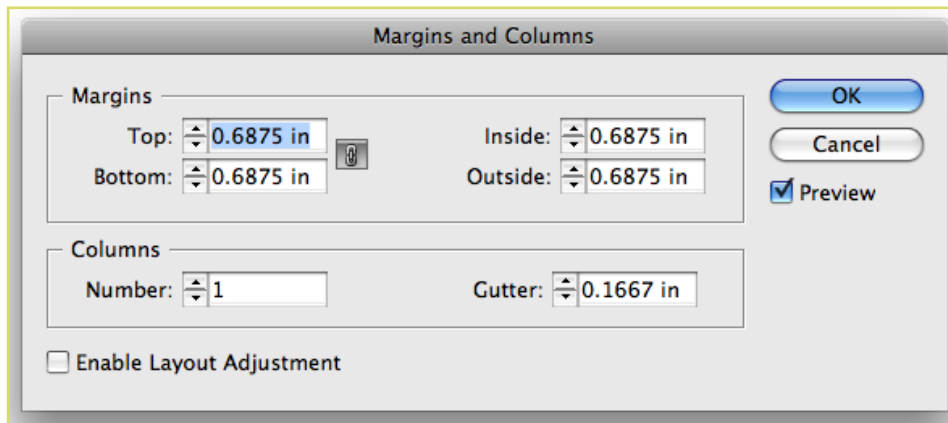 Margins and Columns
Margins
Top: 0.6875 in
Inside: 0.6875 in
Bottom: 0.6875 in
Outside: 0.6875 in
OK
Cancel
Preview
Columns
Number: 1
Gutter: 0.1667 in
Enable Layout Adjustment